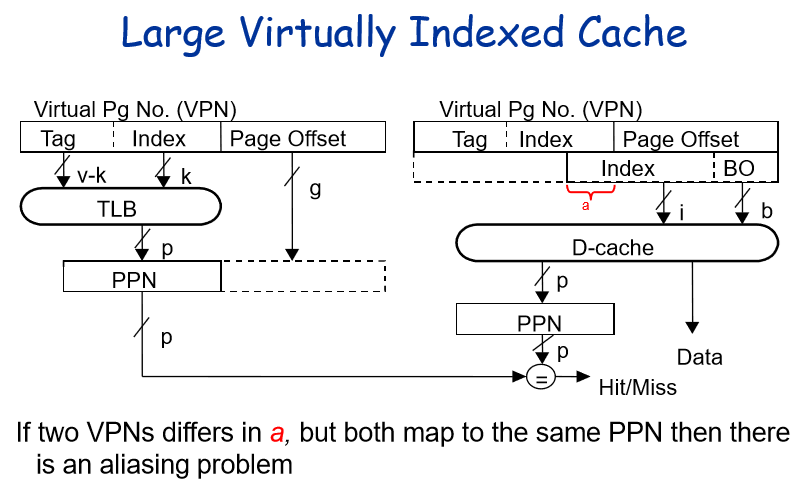 Large Virtually Indexed Cache
Virtual Pg No. (VPN)
Tag Index Page Offset
v-k k g
TLB
p
PPN
p
Virtual Pg No. (VPN)
Tag Index Page Offset
Index BO
a
i b
D-cache
p
PPN
p
Data
=
Hit/Miss
If two VPNs differs in a, but both map to the same PPN then there
is an aliasing problem